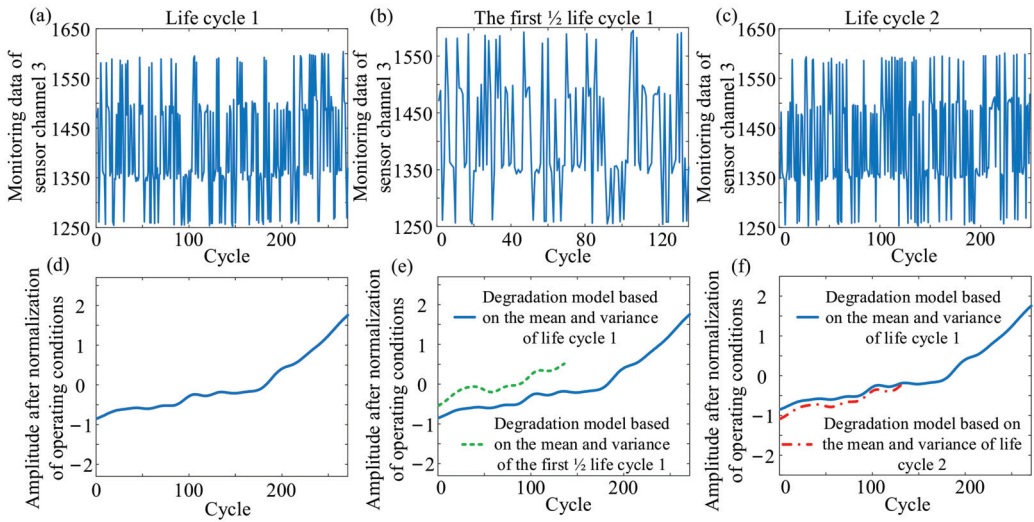 (a)
Life cycle 1
Monitoring data of
sensor channel 3
1650
1550
1450
1350
1250
0
100
200
Cycle
(b)
The first ½ life cycle 1
Monitoring data of
sensor channel 3
1600
1500
1400
1300
0
40
80
120
Cycle
(c)
Life cycle 2
Monitoring data of
sensor channel 3
1650
1550
1450
1350
1250
0
50
100
150
200
Cycle
(d)
Amplitude after normalization
of operating conditions
2
1
0
−1
−2
0
100
200
Cycle
(e)
Amplitude after normalization
of operating conditions
2
1
0
−1
−2
0
100
200
Cycle
Degradation model based
on the mean and variance
of life cycle 1
Degradation model based
on the mean and variance
of the first ½ life cycle 1
(f)
Amplitude after normalization
of operating conditions
2
1
0
−1
−2
0
100
200
Cycle
Degradation model based
on the mean and variance
of life cycle 1
Degradation model based on
the mean and variance of life
cycle 2